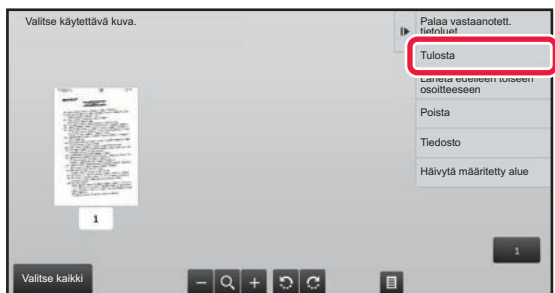 Valitse käytettävä kuva.
Palaa vastaanotett.
tietoluet.
Tulosta
Lähetä edelleen toiseen
osoitteeseen
Poista
Tiedosto
Häivytä määritetty alue
1
1
Valitse kaikki